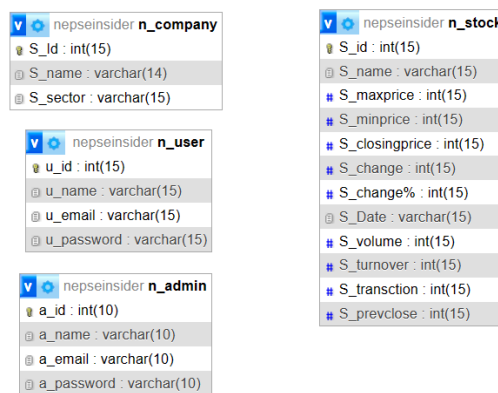 nepseinsider n_company
S_Id : int(15)
S_name : varchar(14)
S_sector : varchar(15)
nepseinsider n_user
u_id : int(15)
u_name : varchar(15)
u_email : varchar(15)
u_password : varchar(15)
nepseinsider n_admin
a_id : int(10)
a_name : varchar(10)
a_email : varchar(10)
a_password : varchar(10)
nepseinsider n_stock
S_id : int(15)
S_name : varchar(15)
# S_maxprice : int(15)
# S_minprice : int(15)
# S_closingprice : int(15)
# S_change : int(15)
# S_change% : int(15)
S_Date : varchar(15)
# S_volume : int(15)
# S_turnover : int(15)
# S_transction : int(15)
# S_prevclose : int(15)